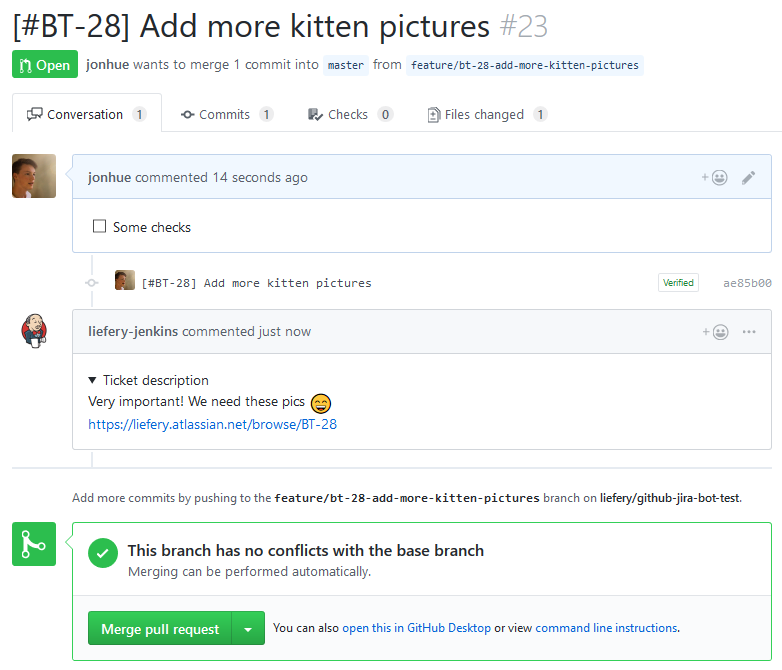 [#BT-28] Add more kitten pictures #23
Open jonhue wants to merge 1 commit into master from feature/bt-28-add-more-kitten-pictures
Conversation 1 Commits 1 Checks 0 Files changed 1
jonhue commented 14 seconds ago
Some checks
[#BT-28] Add more kitten pictures Verified ae85b00
liefery-jenkins commented just now
Ticket description
Very important! We need these pics 😄
https://liefery.atlassian.net/browse/BT-28
Add more commits by pushing to the feature/bt-28-add-more-kitten-pictures branch on liefery/github-jira-bot-test.
This branch has no conflicts with the base branch
Merging can be performed automatically.
Merge pull request You can also open this in GitHub Desktop or view command line instructions.